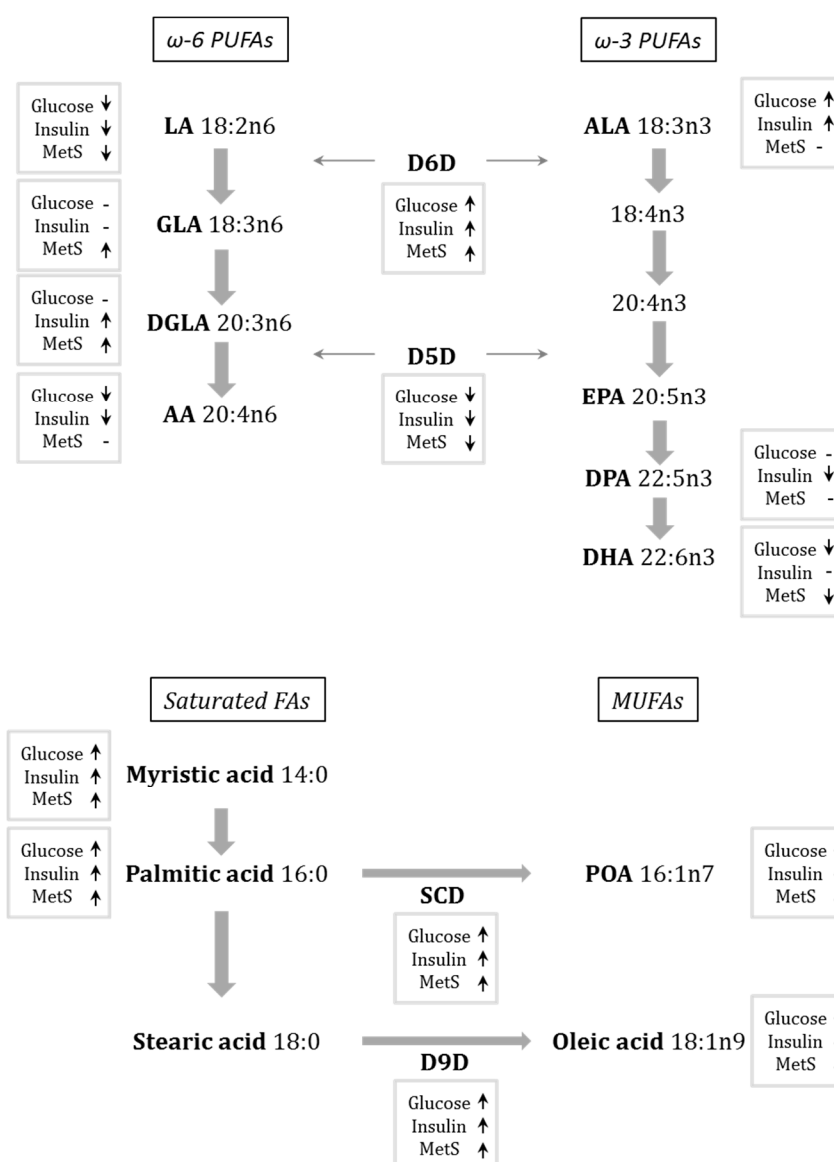 ω-6 PUFAs
ω-3 PUFAs
Glucose ↓
Insulin ↓
MetS ↓
LA 18:2n6
D6D
Glucose ↑
Insulin ↑
MetS ↑
ALA 18:3n3
Glucose ↑
Insulin ↑
MetS -
Glucose -
Insulin -
MetS ↑
GLA 18:3n6
18:4n3
Glucose -
Insulin ↑
MetS ↑
DGLA 20:3n6
20:4n3
D5D
Glucose ↓
Insulin ↓
MetS ↓
Glucose ↓
Insulin ↓
MetS -
AA 20:4n6
EPA 20:5n3
DPA 22:5n3
Glucose -
Insulin ↓
MetS -
DHA 22:6n3
Glucose ↓
Insulin -
MetS ↓
Saturated FAs
MUFAs
Glucose ↑
Insulin ↑
MetS ↑
Myristic acid 14:0
Glucose ↑
Insulin ↑
MetS ↑
Palmitic acid 16:0
SCD
Glucose ↑
Insulin ↑
MetS ↑
POA 16:1n7
Glucose
Insulin
MetS
Stearic acid 18:0
D9D
Glucose ↑
Insulin ↑
MetS ↑
Oleic acid 18:1n9
Glucose
Insulin
MetS